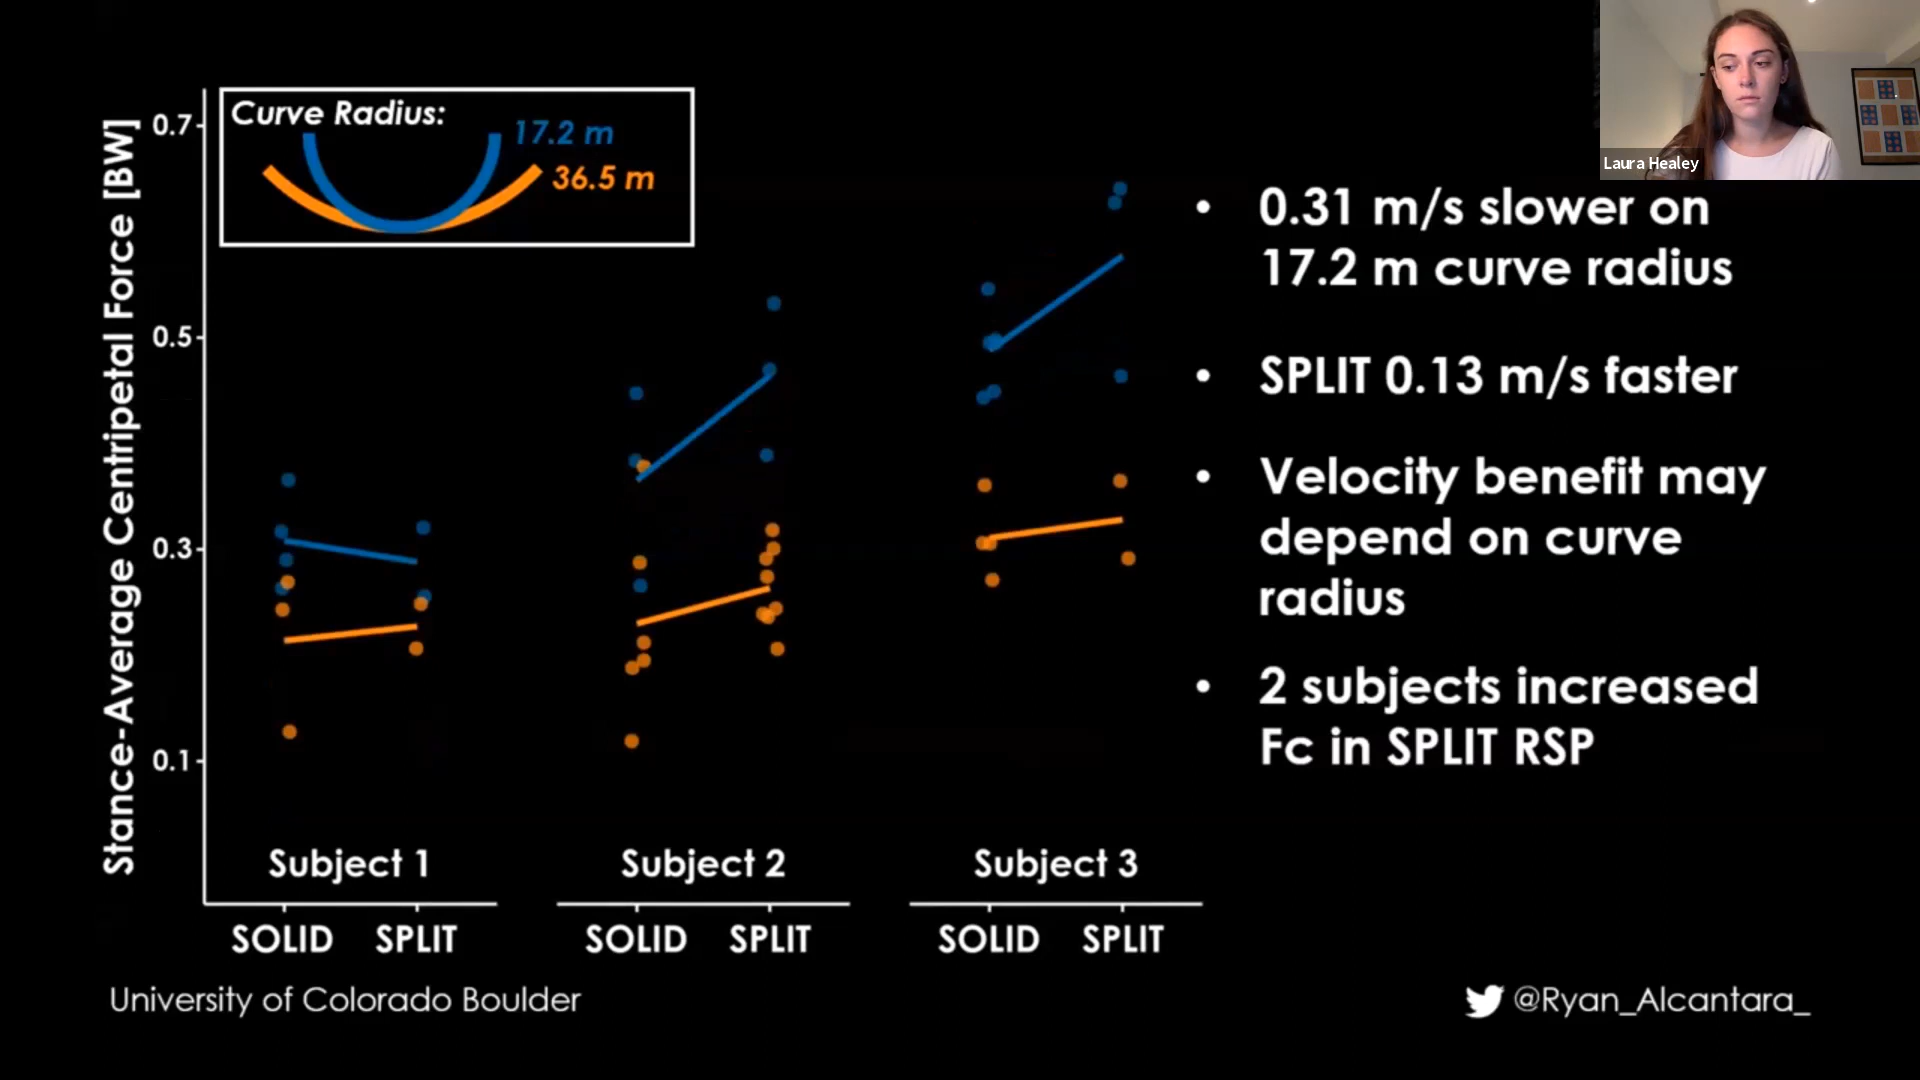 Laura Healey
Stance-Average Centripetal Force [BW]
0.7
0.5
0.3
0.1
Curve Radius:
17.2 m
36.5 m
Subject 1
Subject 2
Subject 3
SOLID SPLIT
SOLID SPLIT
SOLID SPLIT
• 0.31 m/s slower on
17.2 m curve radius
• SPLIT 0.13 m/s faster
• Velocity benefit may
depend on curve
radius
• 2 subjects increased
Fc in SPLIT RSP
University of Colorado Boulder
@Ryan_Alcantara_